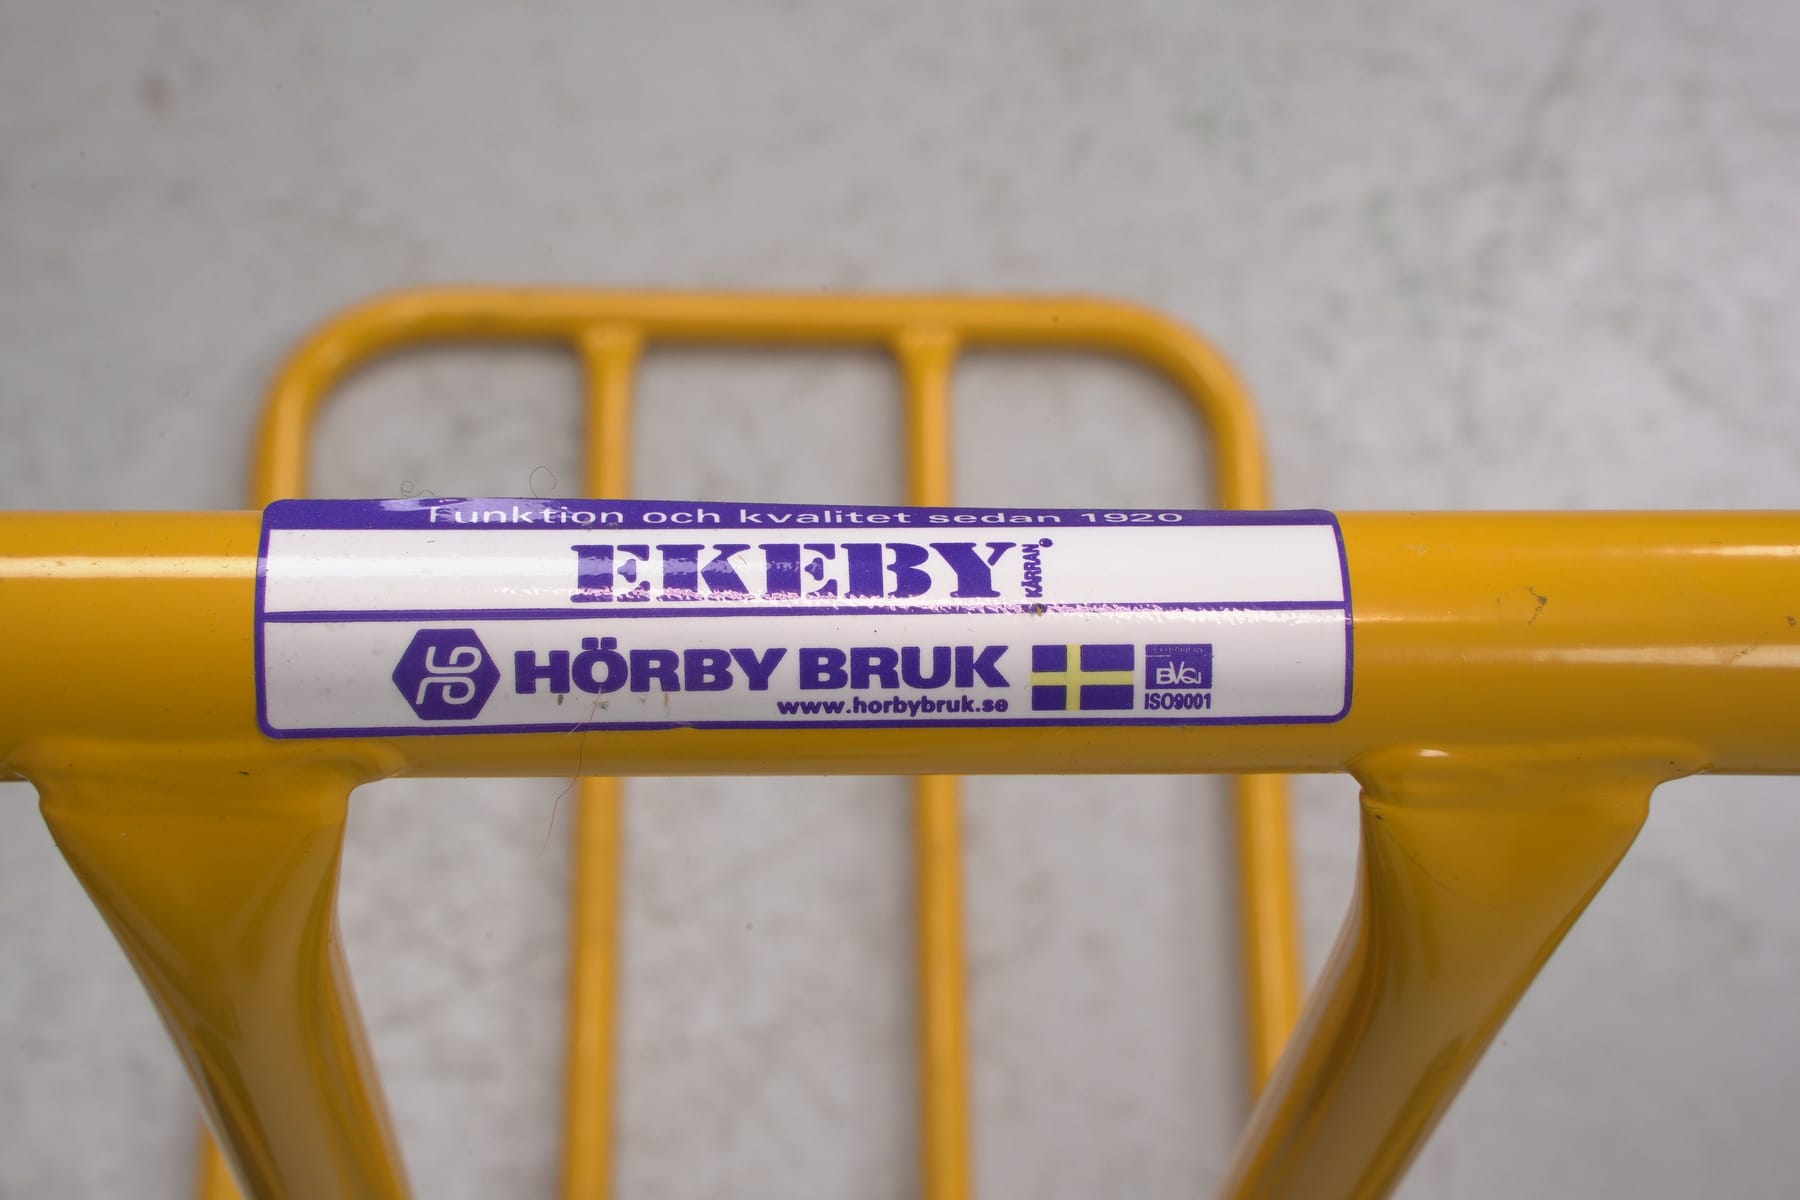 Funktion och kvalitet sedan 1920
EKEBY
KÄRRAN
HÖRBY BRUK
www.horbybruk.se
BVQi
ISO9001